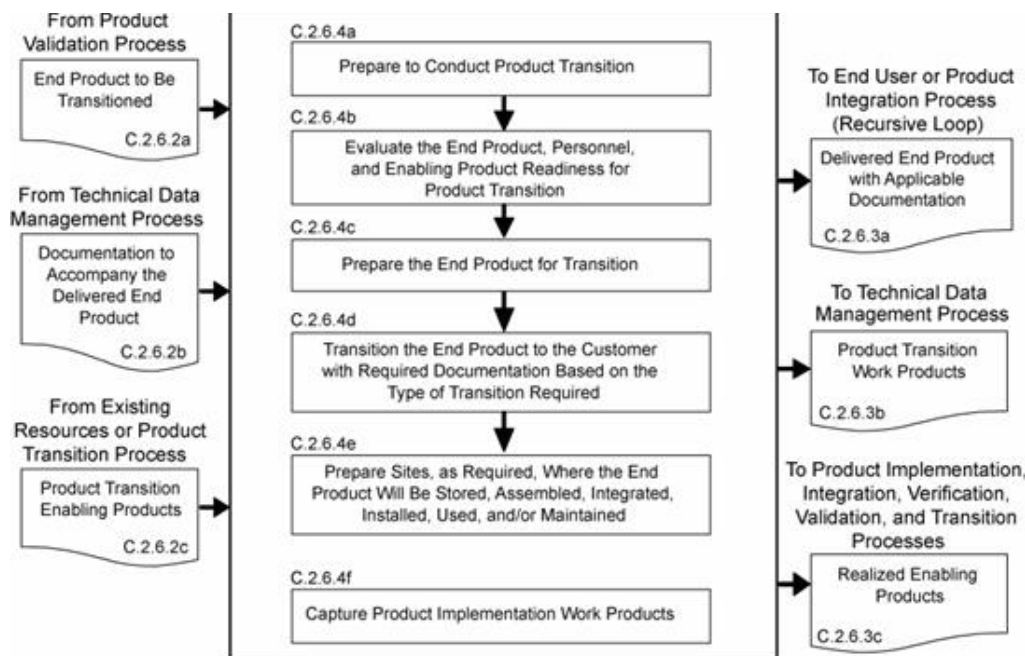 From Product
Validation Process
End Product to Be
Transitioned
C.2.6.2a
From Technical Data
Management Process
Documentation to
Accompany the
Delivered End
Product
C.2.6.2b
From Existing
Resources or Product
Transition Process
Product Transition
Enabling Products
C.2.6.2c
C.2.6.4a
Prepare to Conduct Product Transition
C.2.6.4b
Evaluate the End Product, Personnel,
and Enabling Product Readiness for
Product Transition
C.2.6.4c
Prepare the End Product for Transition
C.2.6.4d
Transition the End Product to the Customer
with Required Documentation Based on the
Type of Transition Required
C.2.6.4e
Prepare Sites, as Required, Where the End
Product Will Be Stored, Assembled, Integrated,
Installed, Used, and/or Maintained
C.2.6.4f
Capture Product Implementation Work Products
To End User or Product
Integration Process
(Recursive Loop)
Delivered End Product
with Applicable
Documentation
C.2.6.3a
To Technical Data
Management Process
Product Transition
Work Products
C.2.6.3b
To Product Implementation,
Integration, Verification,
Validation, and Transition
Processes
Realized Enabling
Products
C.2.6.3c